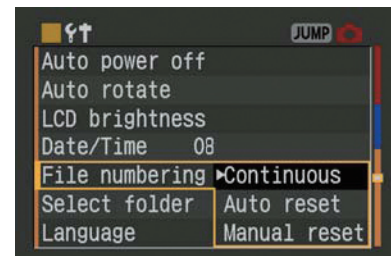 JUMP
Auto power off
Auto rotate
LCD brightness
Date/Time 08
File numbering ▸Continuous
Select folder Auto reset
Language Manual reset